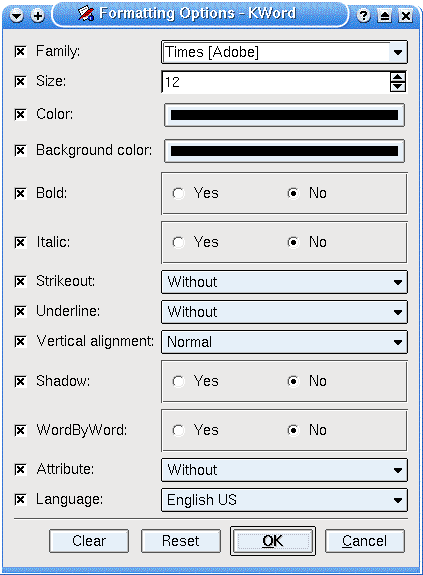 Formatting Options - KWord
Family: Times [Adobe]
Size: 12
Color:
Background color:
Bold: Yes No
Italic: Yes No
Strikeout: Without
Underline: Without
Vertical alignment: Normal
Shadow: Yes No
WordByWord: Yes No
Attribute: Without
Language: English US
Clear Reset OK Cancel